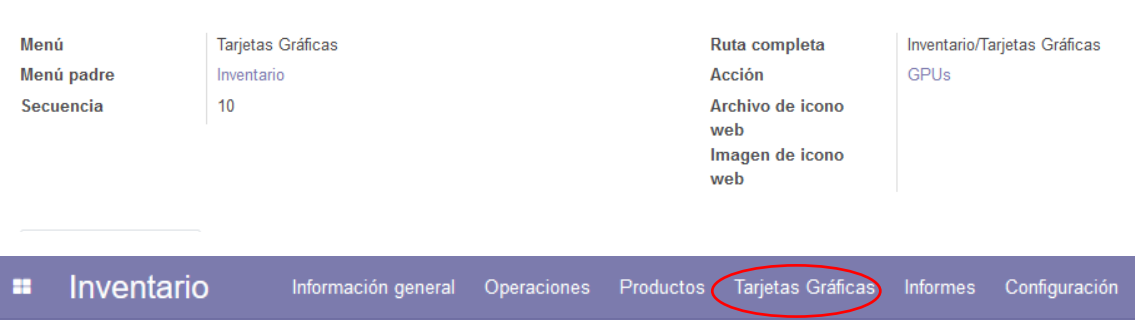 Menú Tarjetas Gráficas Ruta completa Inventario/Tarjetas Gráficas
Menú padre Inventario Acción GPUs
Secuencia 10 Archivo de icono
web
Imagen de icono
web
Inventario Información general Operaciones Productos Tarjetas Gráficas Informes Configuración